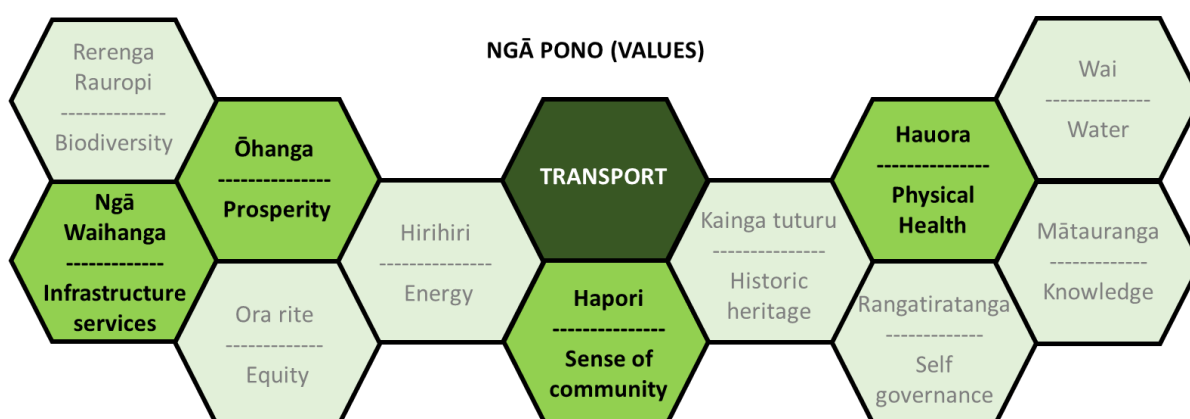 NGĀ PONO (VALUES)
Rerenga
Rauropi
--------------
Biodiversity
Ngā
Waihanga
-------------
Infrastructure
services
Ōhanga
---------------
Prosperity
Ora rite
-------------
Equity
Hirihiri
---------------
Energy
TRANSPORT
Hapori
---------------
Sense of
community
Kainga tuturu
---------------
Historic
heritage
Hauora
---------------
Physical
Health
Rangatiratanga
-------------
Self
governance
Wai
--------------
Water
Mātauranga
-------------
Knowledge